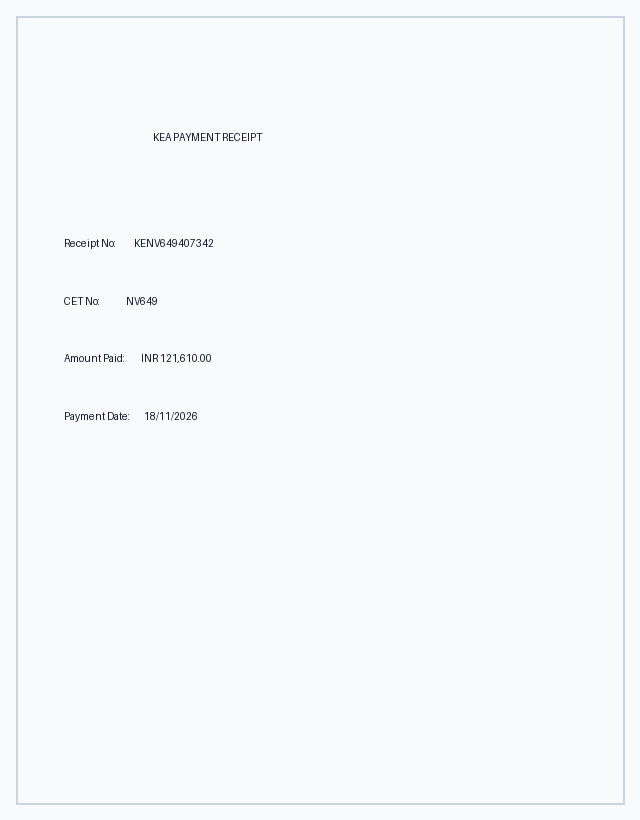 KEA PAYMENT RECEIPT
Receipt No: KENV649407342
CET No: NV649
Amount Paid: INR 121,610.00
Payment Date: 18/11/2026